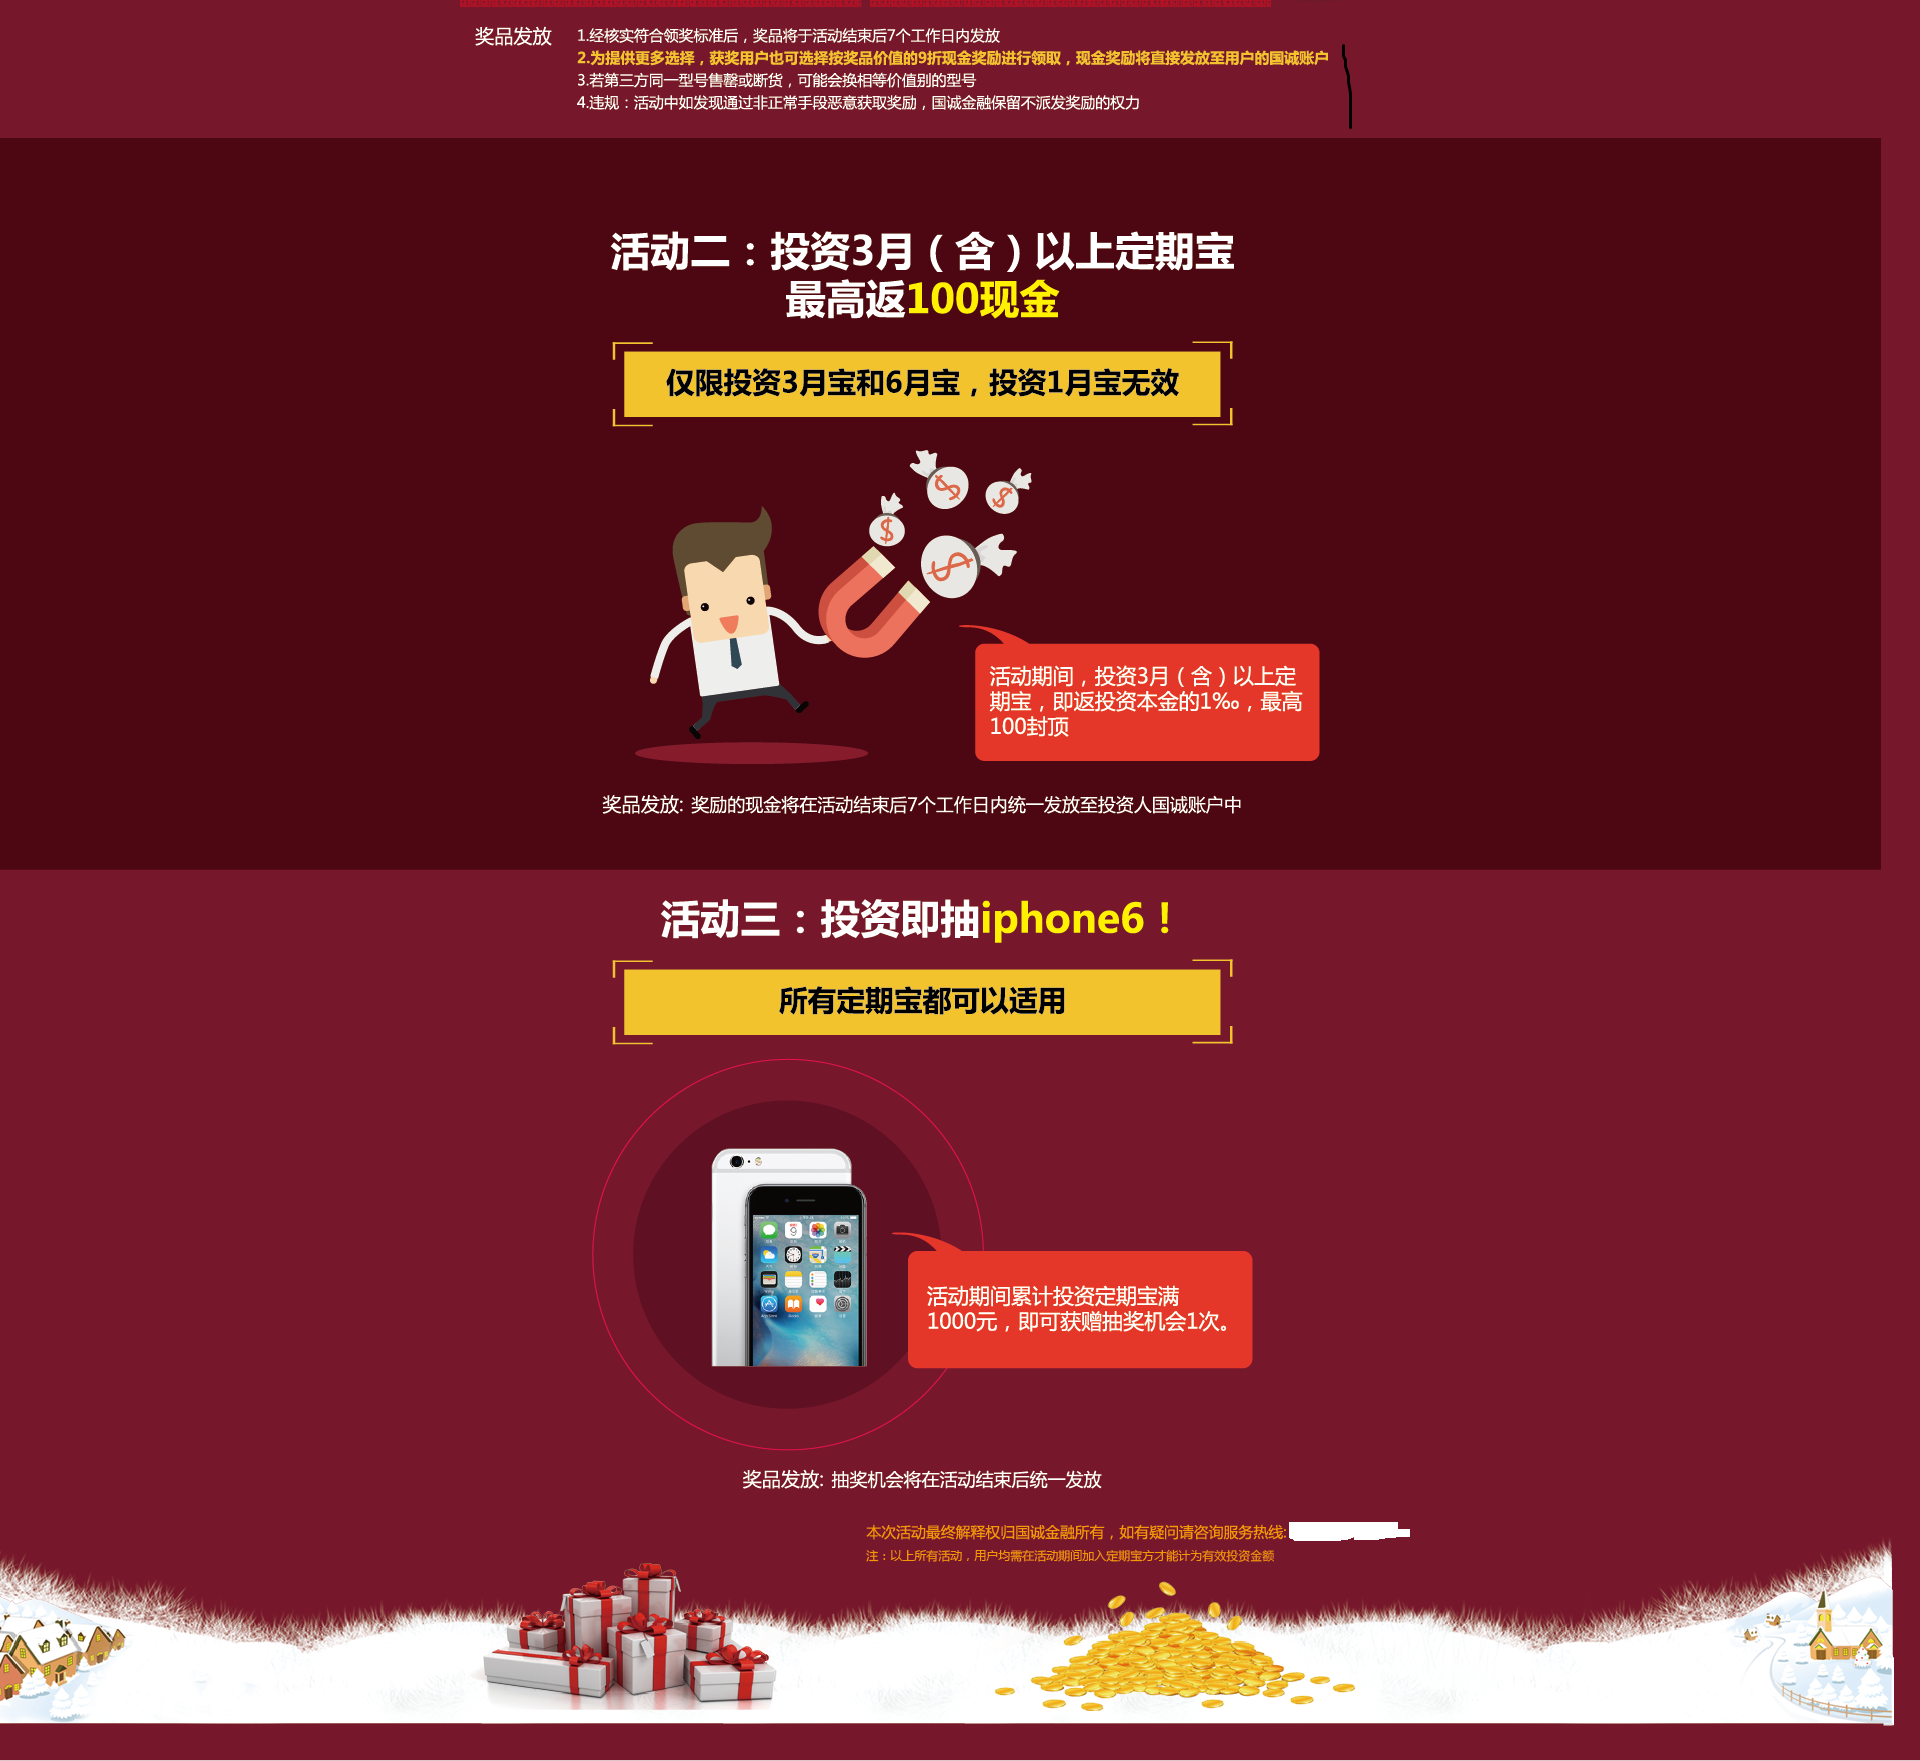 奖品发放
1.经核实符合领奖标准后，奖品将于活动结束后7个工作日内发放
2.为提供更多选择，获奖用户也可选择按奖品价值的9折现金奖励进行领取，现金奖励将直接发放至用户的国诚账户
3.若第三方同一型号售罄或断货，可能会换相等价值别的型号
4.违规：活动中如发现通过非正常手段恶意获取奖励，国诚金融保留不派发奖励的权力
活动二：投资3月（含）以上定期宝
最高返100现金
仅限投资3月宝和6月宝，投资1月宝无效
$
$
$
$
活动期间，投资3月（含）以上定
期宝，即返投资本金的1‰，最高
100封顶
奖品发放: 奖励的现金将在活动结束后7个工作日内统一发放至投资人国诚账户中
活动三：投资即抽iphone6！
所有定期宝都可以适用
9
活动期间累计投资定期宝满
1000元，即可获赠抽奖机会1次。
奖品发放: 抽奖机会将在活动结束后统一发放
本次活动最终解释权归国诚金融所有，如有疑问请咨询服务热线:
注：以上所有活动，用户均需在活动期间加入定期宝方才能计为有效投资金额